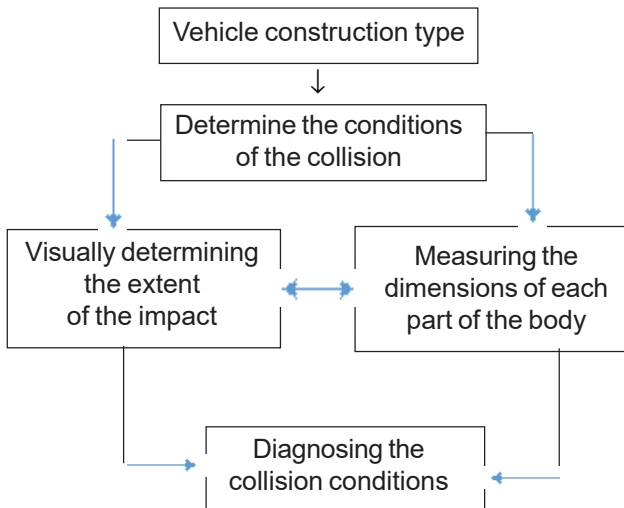 Vehicle construction type
Determine the conditions
of the collision
Visually determining
the extent
of the impact
Measuring the
dimensions of each
part of the body
Diagnosing the
collision conditions